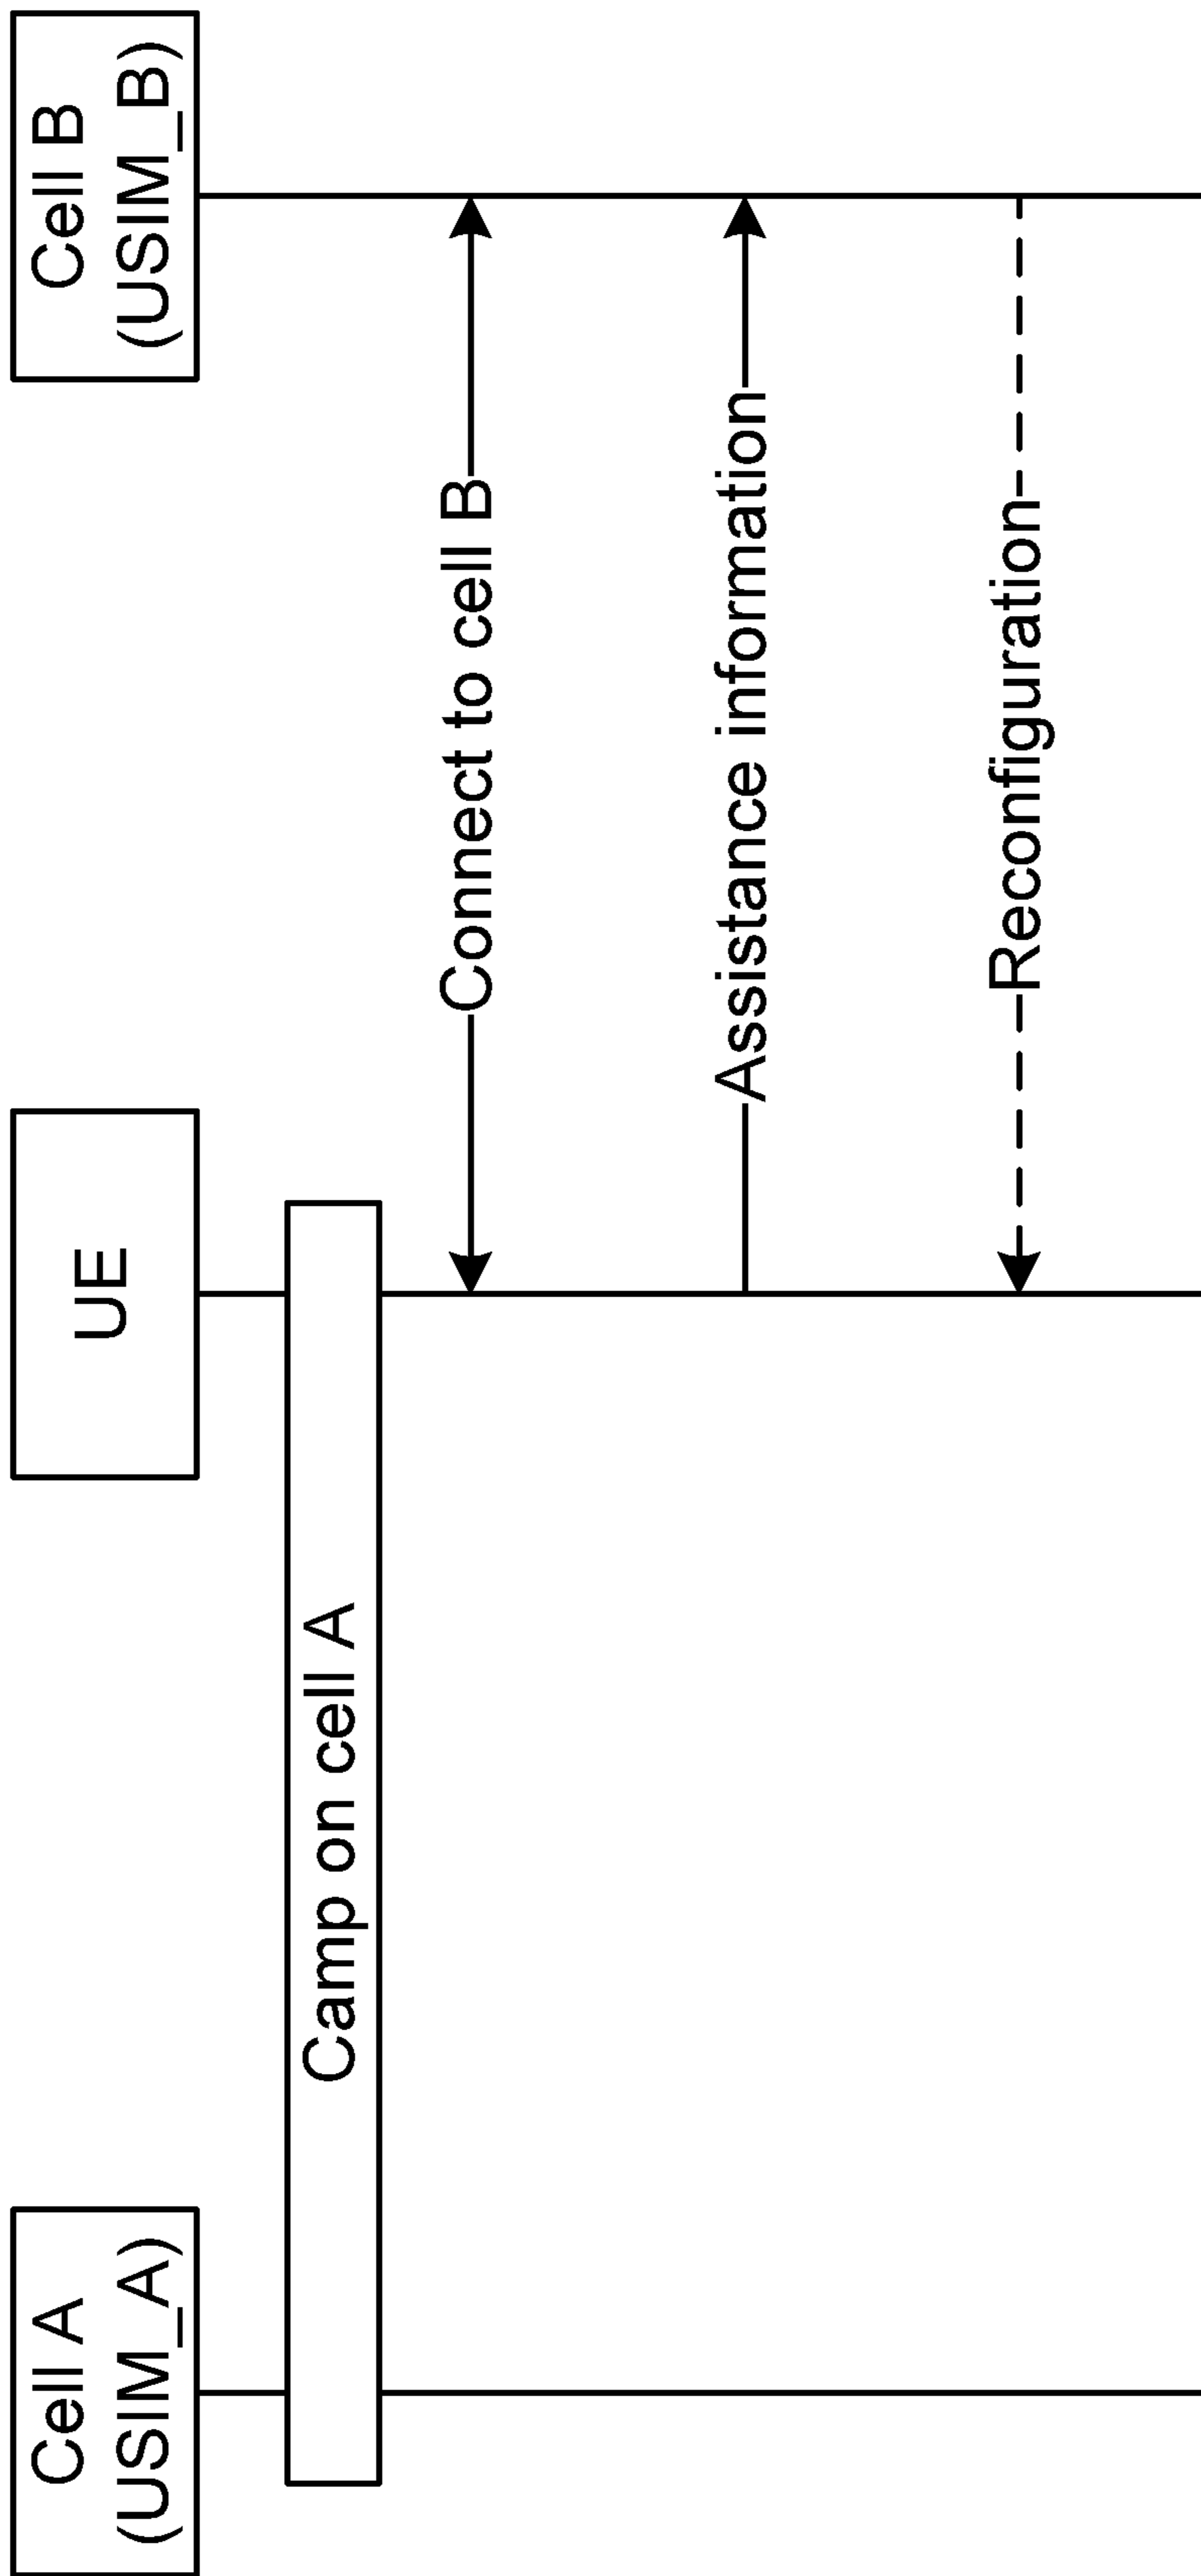 Cell A
(USIM_A)
UE
Cell B
(USIM_B)
Camp on cell A
Connect to cell B
Assistance information
Reconfiguration